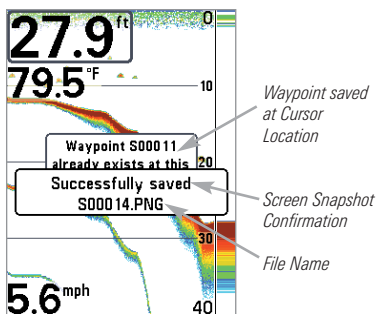 27.9 ft
0
79.5 °F
10
Waypoint saved
at Cursor
Location
Waypoint S00011
already exists at this
20
Successfully saved
S00014.PNG
Screen Snapshot
Confirmation
30
File Name
5.6 mph
40